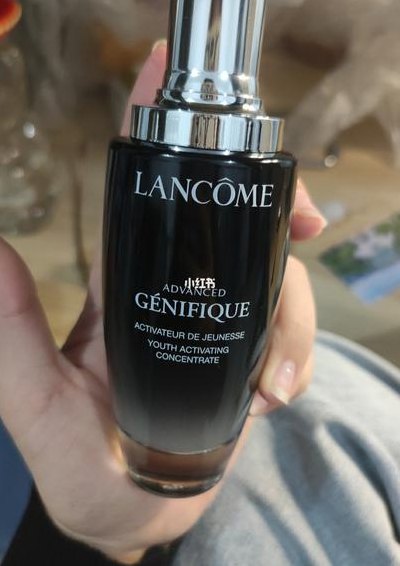 LANCÔME
小红书
ADVANCED
GÉNIFIQUE
ACTIVATEUR DE JEUNESSE
YOUTH ACTIVATING
CONCENTRATE